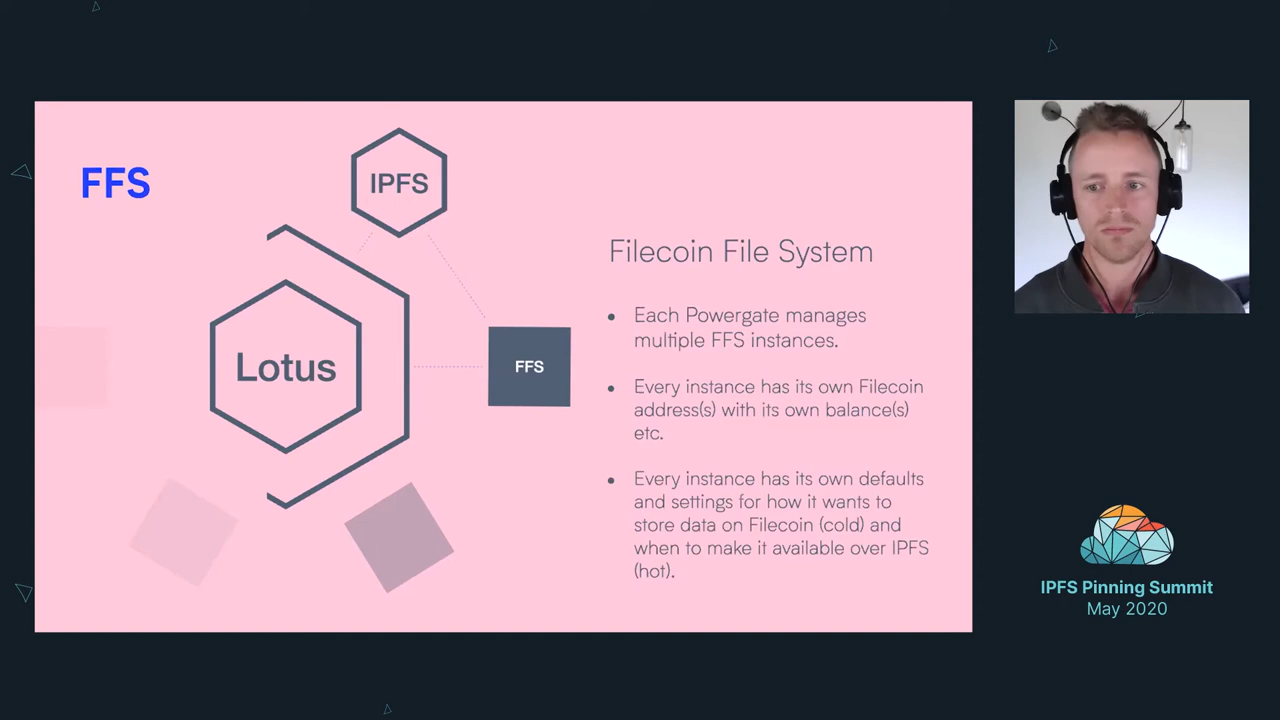 FFS
IPFS
Lotus
FFS
Filecoin File System
• Each Powergate manages
multiple FFS instances.
• Every instance has its own Filecoin
address(s) with its own balance(s)
etc.
• Every instance has its own defaults
and settings for how it wants to
store data on Filecoin (cold) and
when to make it available over IPFS
(hot).
IPFS Pinning Summit
May 2020